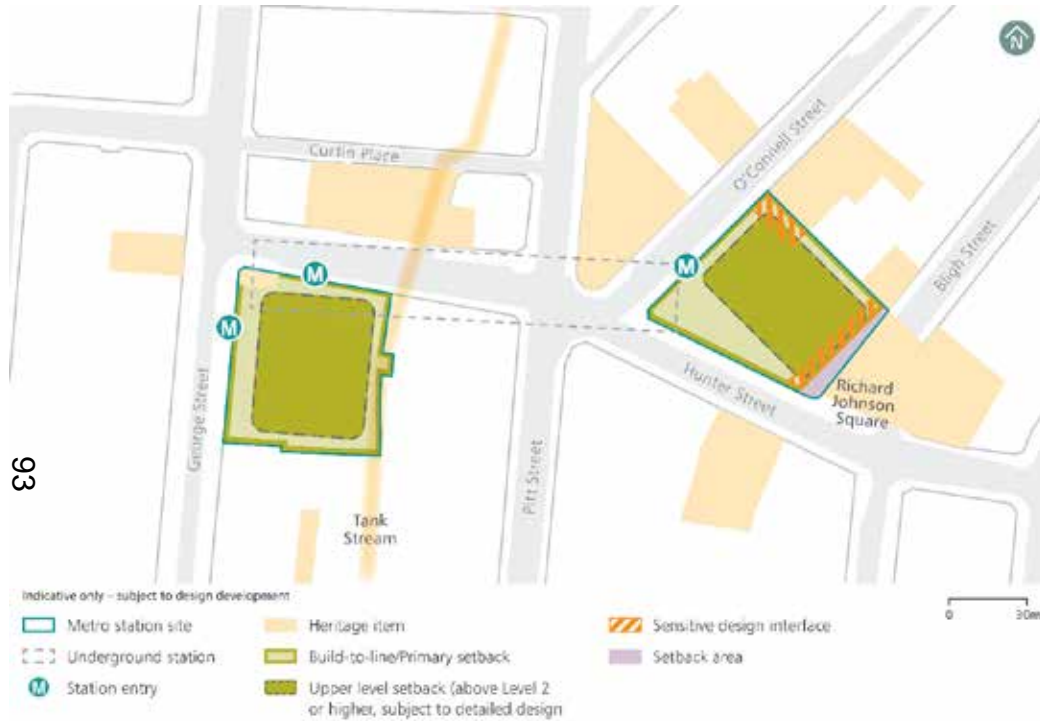 N
O'Connell Street
Curtin Place
Bligh Street
M
M
M
George Street
Hunter Street
Richard
Johnson
Square
Pitt Street
93
Tank
Stream
Indicative only – subject to design development
Metro station site
Underground station
M Station entry
Heritage item
Build-to-line/Primary setback
Upper level setback (above Level 2
or higher, subject to detailed design
Sensitive design interface
Setback area
0 30m